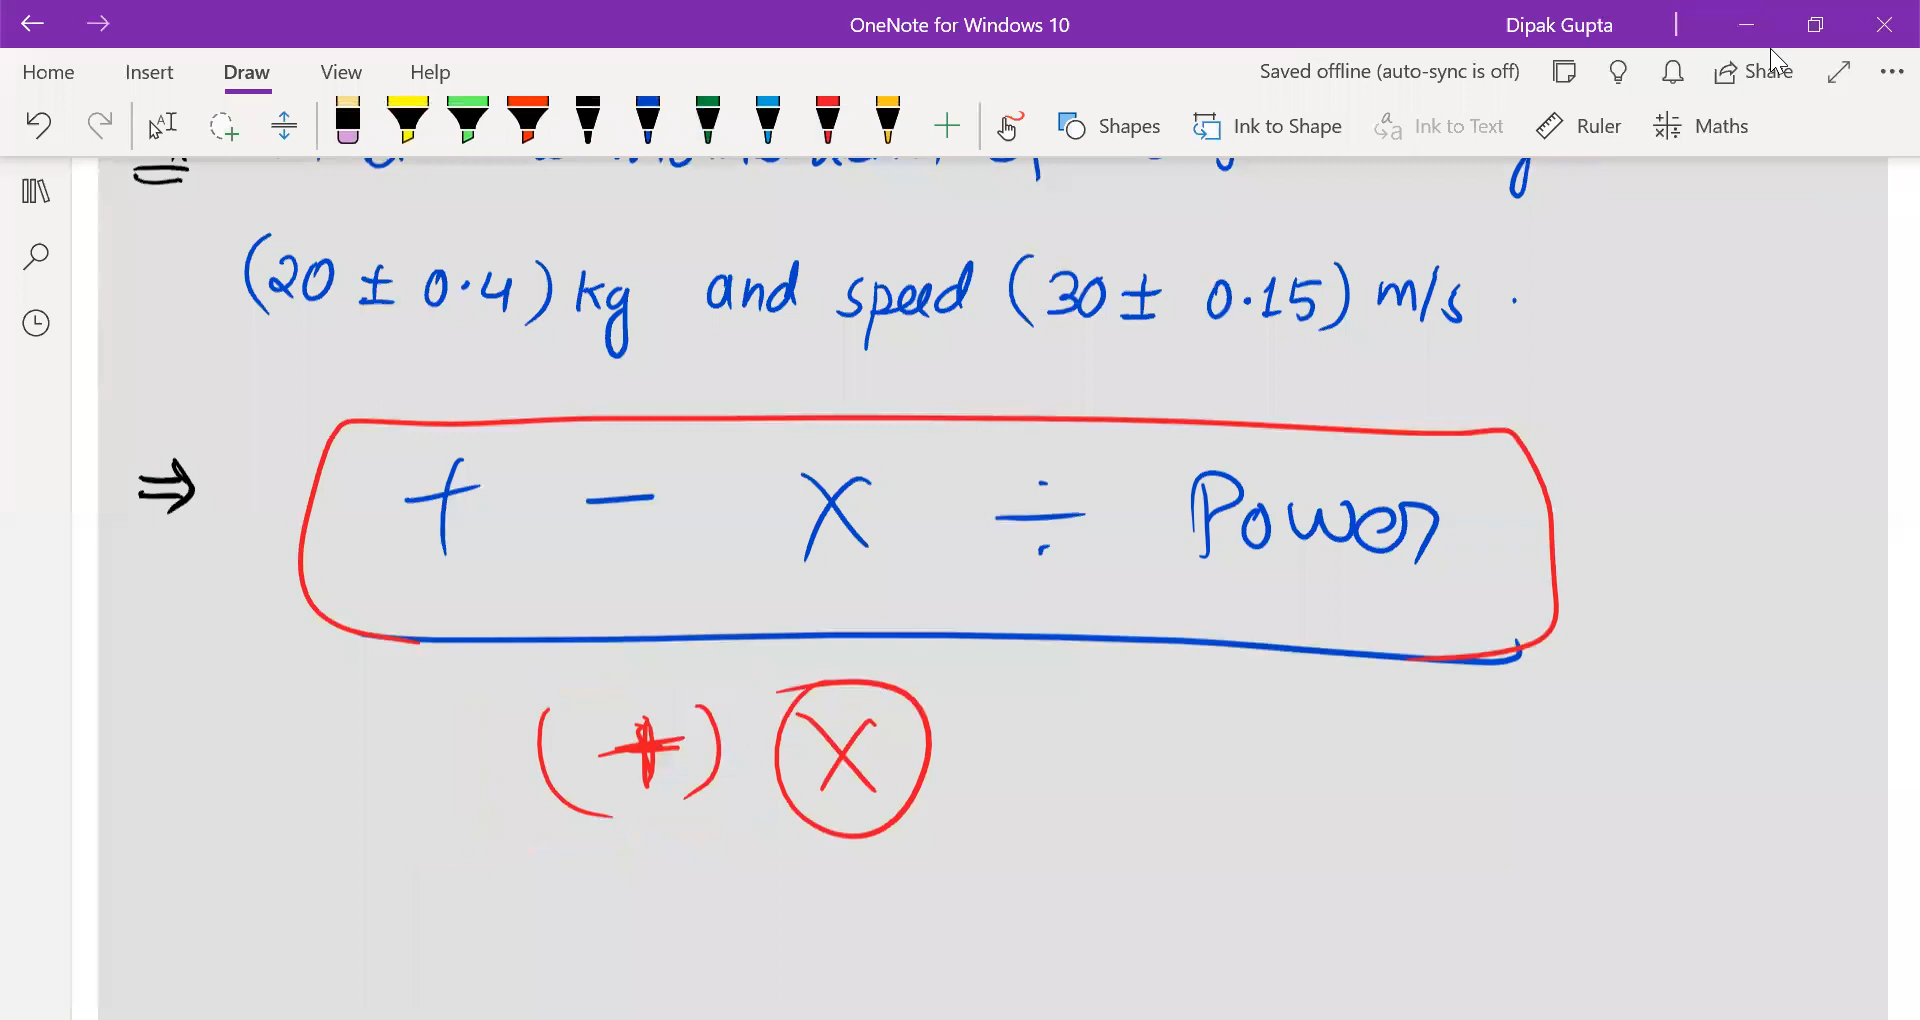 OneNote for Windows 10 Dipak Gupta
Home Insert Draw View Help Saved offline (auto-sync is off) Share
Shapes Ink to Shape Ink to Text Ruler Maths
(20 ± 0.4) kg and speed (30 ± 0.15) m/s .
⇒ + − × ÷ Power
(+) ×